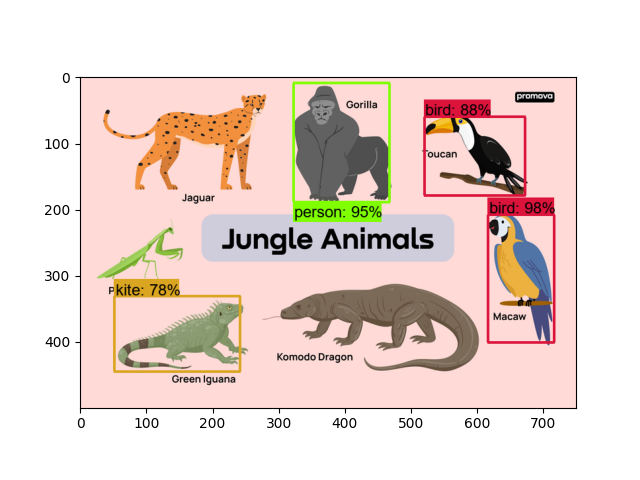 0
100
200
300
400
0 100 200 300 400 500 600 700
promova
Gorilla
bird: 88%
Toucan
Jaguar
bird: 98%
person: 95%
Jungle Animals
kite: 78%
Macaw
Komodo Dragon
Green Iguana